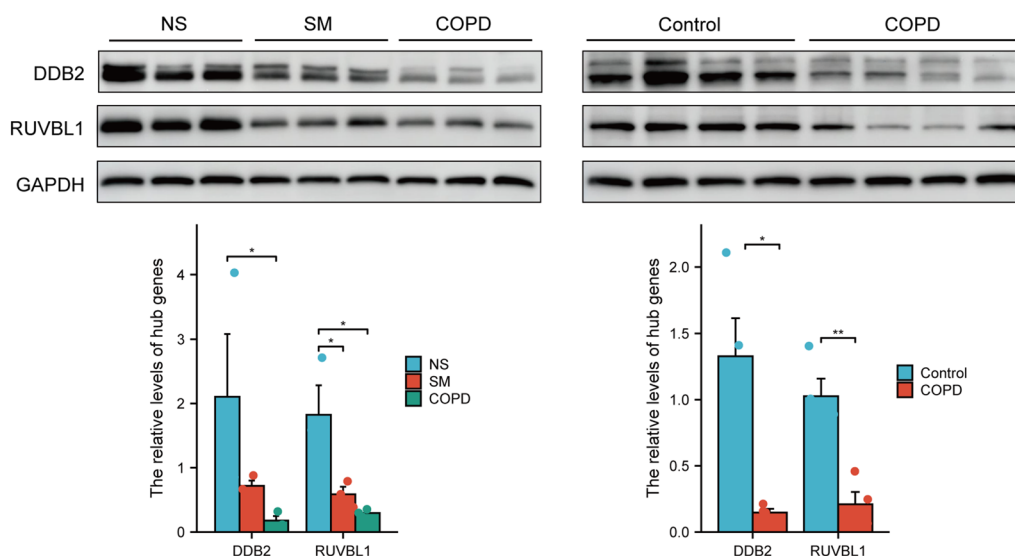 NS SM COPD
Control COPD
DDB2
RUVBL1
GAPDH
The relative levels of hub genes
4
3
2
1
0
*
*
*
NS
SM
COPD
DDB2 RUVBL1
The relative levels of hub genes
2.0
1.5
1.0
0.5
0.0
*
**
Control
COPD
DDB2 RUVBL1